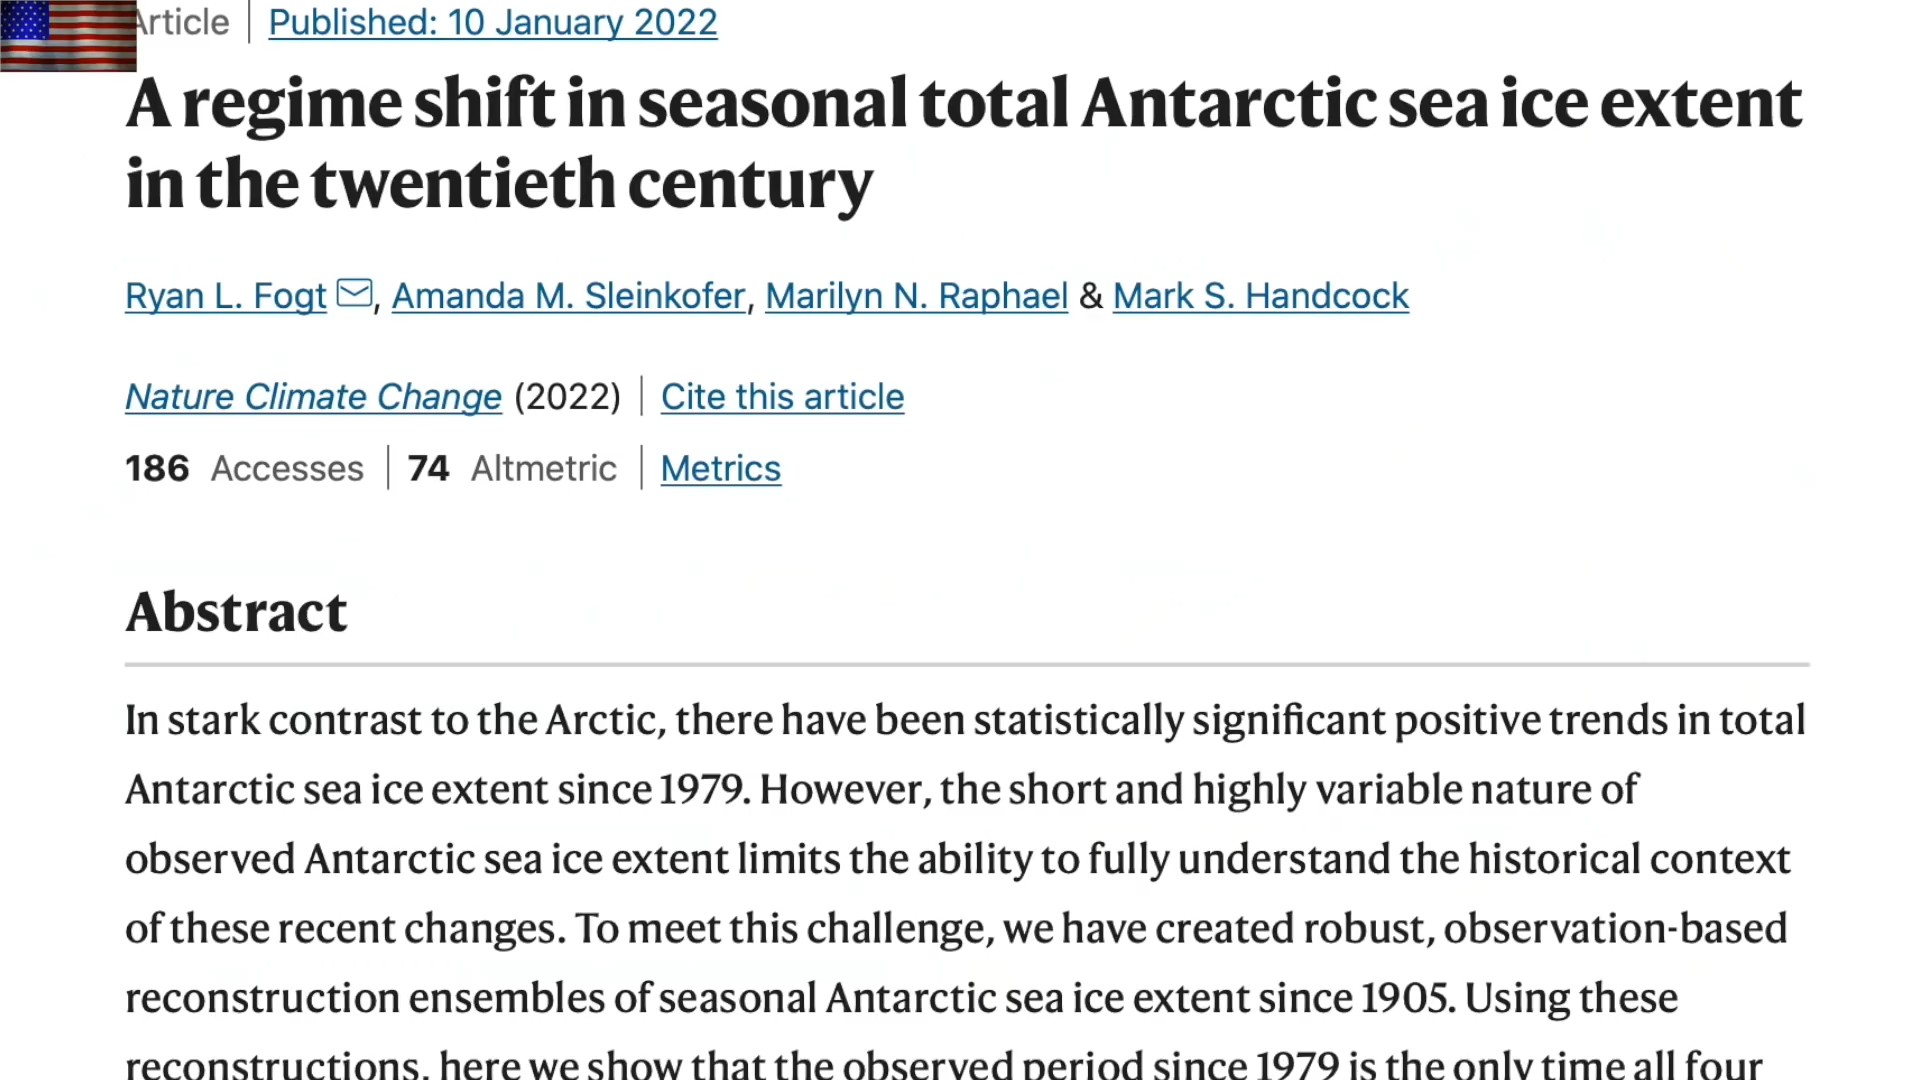 Article | Published: 10 January 2022
A regime shift in seasonal total Antarctic sea ice extent
in the twentieth century
Ryan L. Fogt, Amanda M. Sleinkofer, Marilyn N. Raphael & Mark S. Handcock
Nature Climate Change (2022) | Cite this article
186 Accesses | 74 Altmetric | Metrics
Abstract
In stark contrast to the Arctic, there have been statistically significant positive trends in total
Antarctic sea ice extent since 1979. However, the short and highly variable nature of
observed Antarctic sea ice extent limits the ability to fully understand the historical context
of these recent changes. To meet this challenge, we have created robust, observation-based
reconstruction ensembles of seasonal Antarctic sea ice extent since 1905. Using these
reconstructions, here we show that the observed period since 1979 is the only time all four